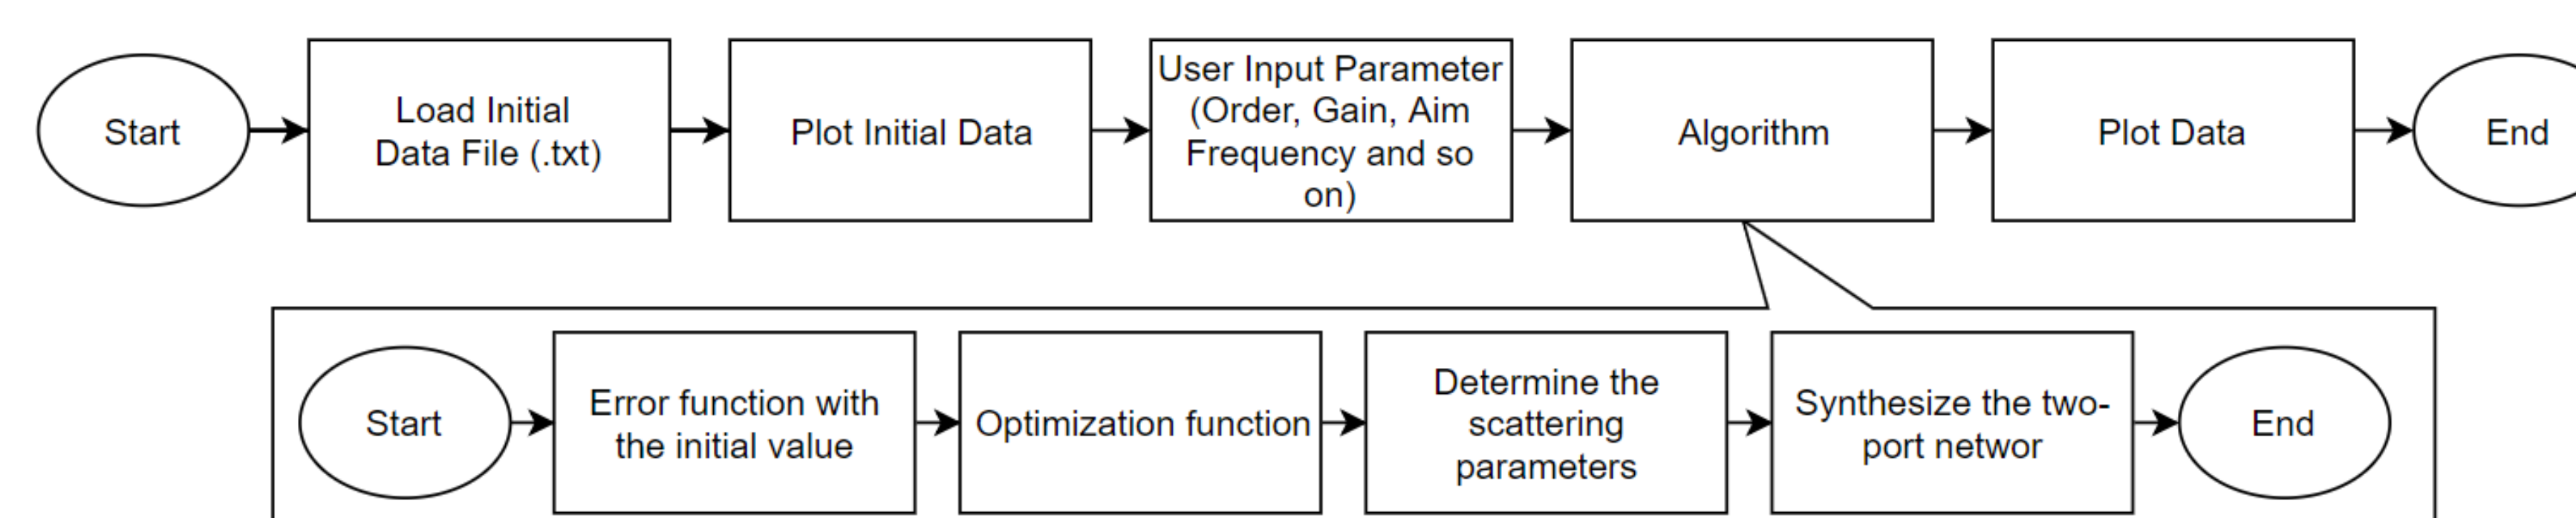 Start
Load Initial
Data File (.txt)
Plot Initial Data
User Input Parameter
(Order, Gain, Aim
Frequency and so
on)
Algorithm
Plot Data
End
Start
Error function with
the initial value
Optimization function
Determine the
scattering
parameters
Synthesize the two-
port networ
End